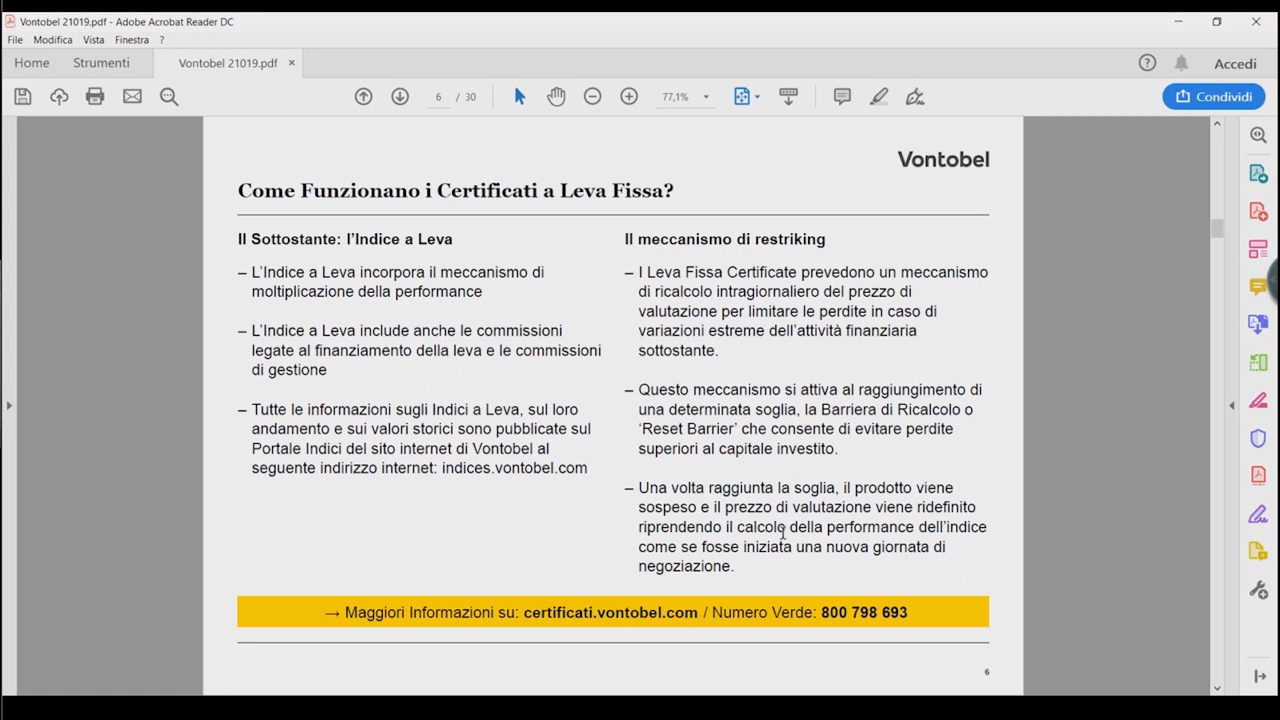 Vontobel 21019.pdf - Adobe Acrobat Reader DC
File Modifica Vista Finestra ?
Home Strumenti Vontobel 21019.pdf × Accedi
6 / 30 77,1% Condividi
Vontobel
Come Funzionano i Certificati a Leva Fissa?
Il Sottostante: l’Indice a Leva
– L’Indice a Leva incorpora il meccanismo di
moltiplicazione della performance
– L’Indice a Leva include anche le commissioni
legate al finanziamento della leva e le commissioni
di gestione
– Tutte le informazioni sugli Indici a Leva, sul loro
andamento e sui valori storici sono pubblicate sul
Portale Indici del sito internet di Vontobel al
seguente indirizzo internet: indices.vontobel.com
Il meccanismo di restriking
– I Leva Fissa Certificate prevedono un meccanismo
di ricalcolo intragiornaliero del prezzo di
valutazione per limitare le perdite in caso di
variazioni estreme dell’attività finanziaria
sottostante.
– Questo meccanismo si attiva al raggiungimento di
una determinata soglia, la Barriera di Ricalcolo o
‘Reset Barrier’ che consente di evitare perdite
superiori al capitale investito.
– Una volta raggiunta la soglia, il prodotto viene
sospeso e il prezzo di valutazione viene ridefinito
riprendendo il calcolo della performance dell’indice
come se fosse iniziata una nuova giornata di
negoziazione.
→ Maggiori Informazioni su: certificati.vontobel.com / Numero Verde: 800 798 693
6